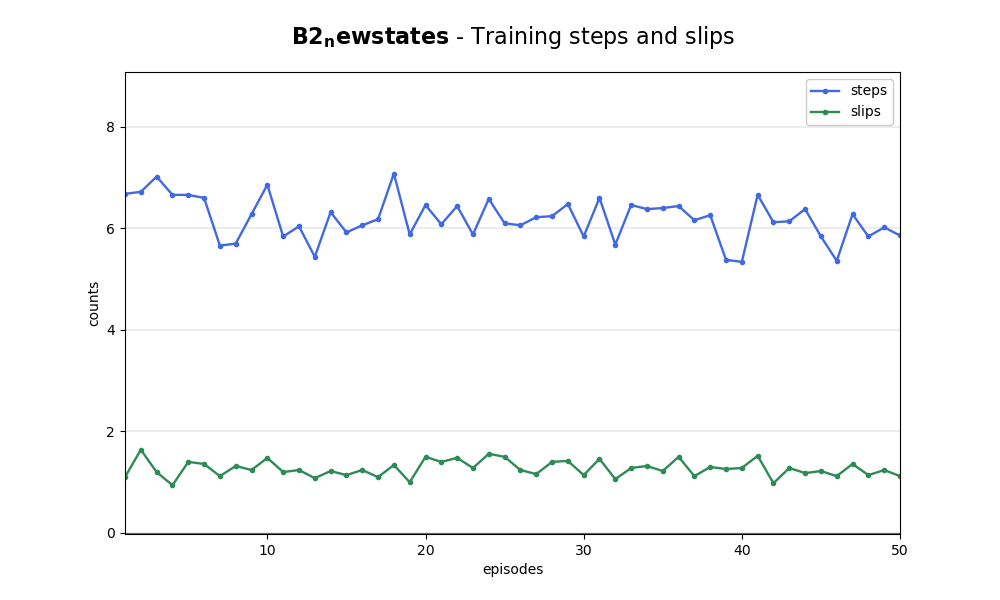 B2ₙewstates - Training steps and slips
steps
slips
8
6
4
2
0
counts
10 20 30 40 50
episodes